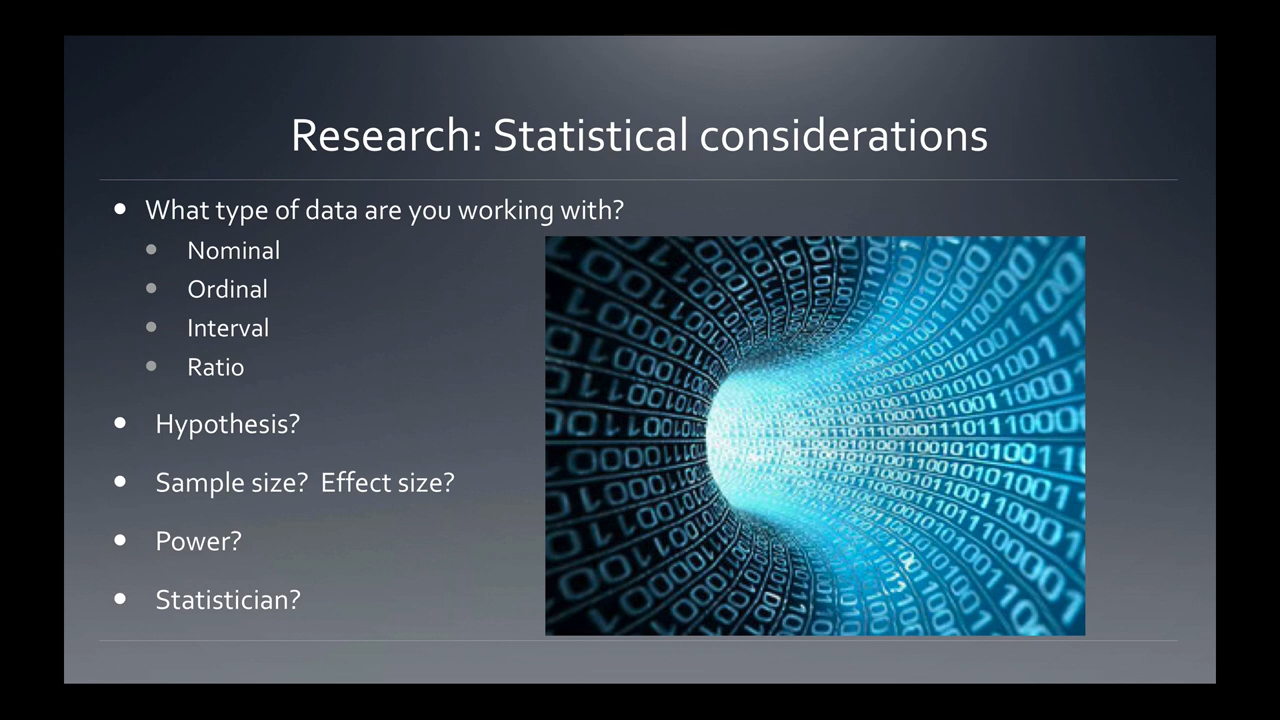 Research: Statistical considerations
What type of data are you working with?
Nominal
Ordinal
Interval
Ratio
Hypothesis?
Sample size?  Effect size?
Power?
Statistician?